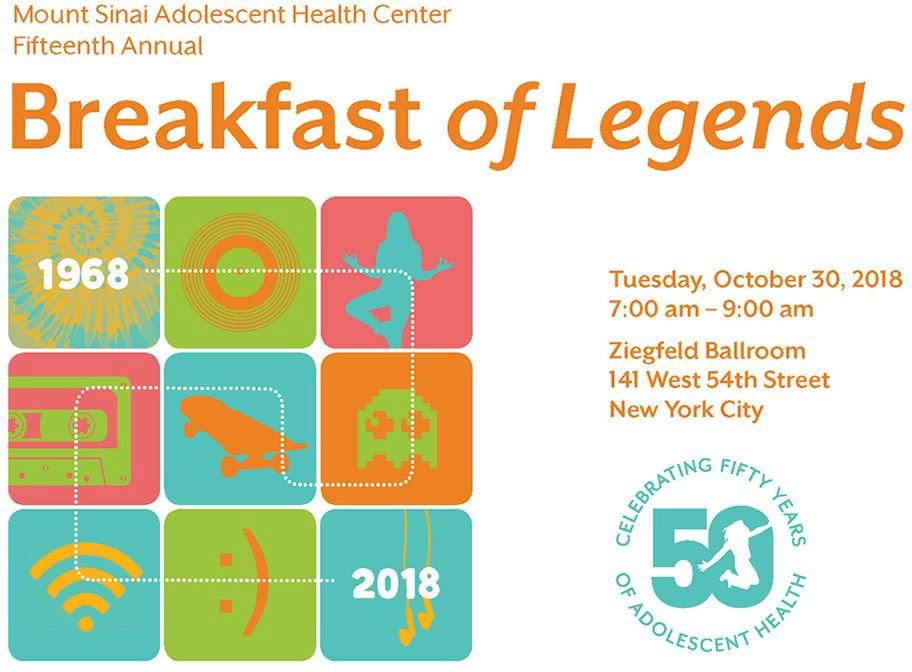 Mount Sinai Adolescent Health Center
Fifteenth Annual
Breakfast of Legends
1968
2018
:)
Tuesday, October 30, 2018
7:00 am – 9:00 am
Ziegfeld Ballroom
141 West 54th Street
New York City
CELEBRATING FIFTY YEARS
50
OF ADOLESCENT HEALTH